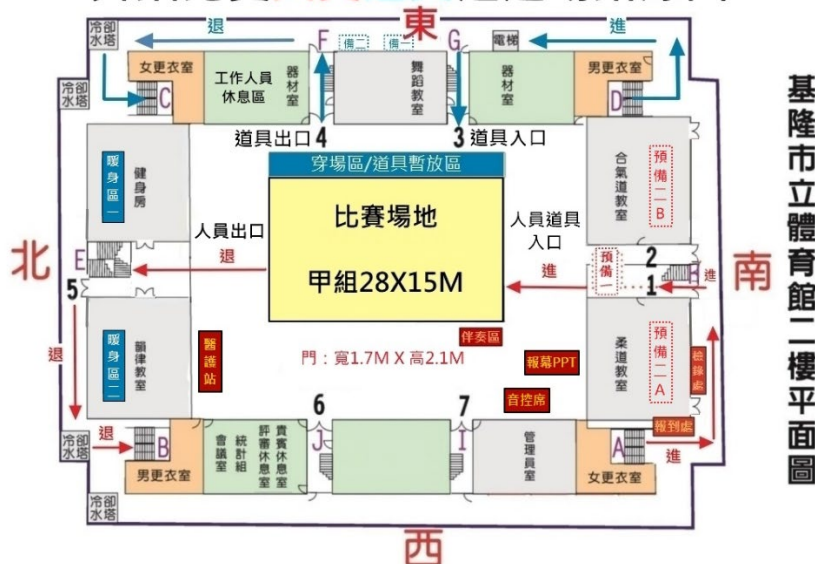 東
西
南
北
基隆市立體育館二樓平面圖
冷卻水塔
退
F
備二
備一
G
電梯
進
女更衣室
工作人員
休息區
器材室
舞蹈教室
器材室
男更衣室
C
D
冷卻水塔
道具出口 4
3 道具入口
穿場區/道具暫放區
暖身區一
健身房
合氣道教室
預備二B
比賽場地
甲組28X15M
人員出口
退
人員道具
入口
進
E
5
預備一
2
1
H
進
退
暖身區二
韻律教室
醫護站
門：寬1.7M X 高2.1M
伴奏區
報幕PPT
音控席
柔道教室
預備二A
檢錄處
報到處
6
7
冷卻水塔
退
B
J
I
A
進
男更衣室
會議室
統計組
評審休息室
貴賓休息室
管理員室
女更衣室
冷卻水塔